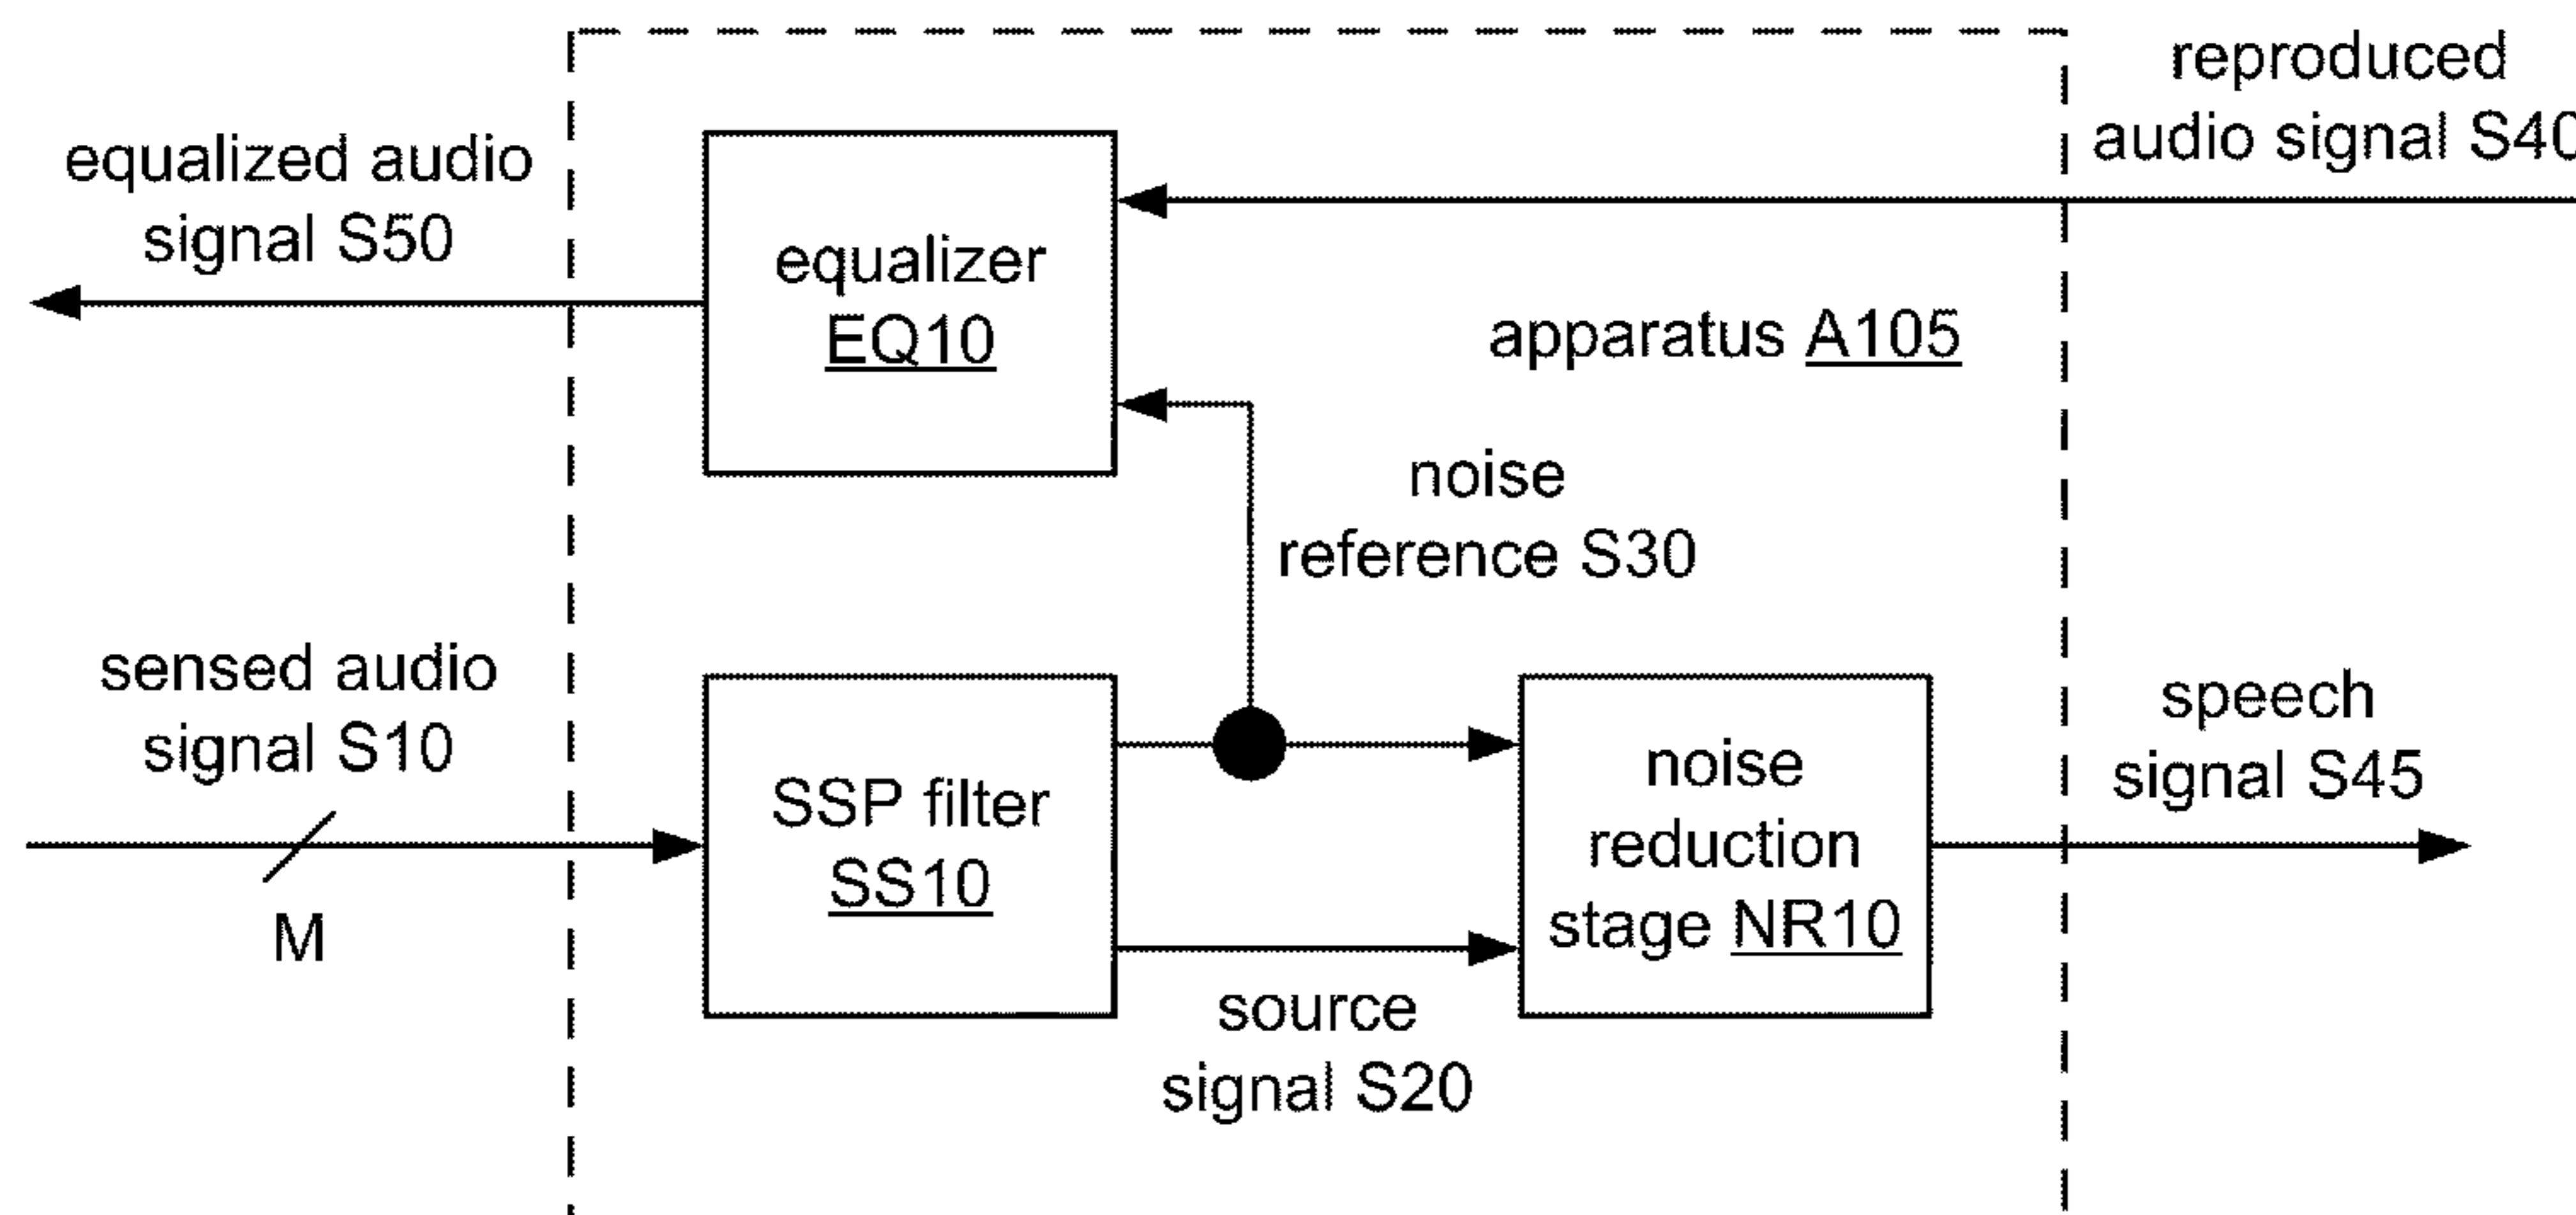 reproduced
audio signal S40
equalized audio
signal S50
equalizer
EQ10
apparatus A105
noise
reference S30
sensed audio
signal S10
M
SSP filter
SS10
source
signal S20
noise
reduction
stage NR10
speech
signal S45